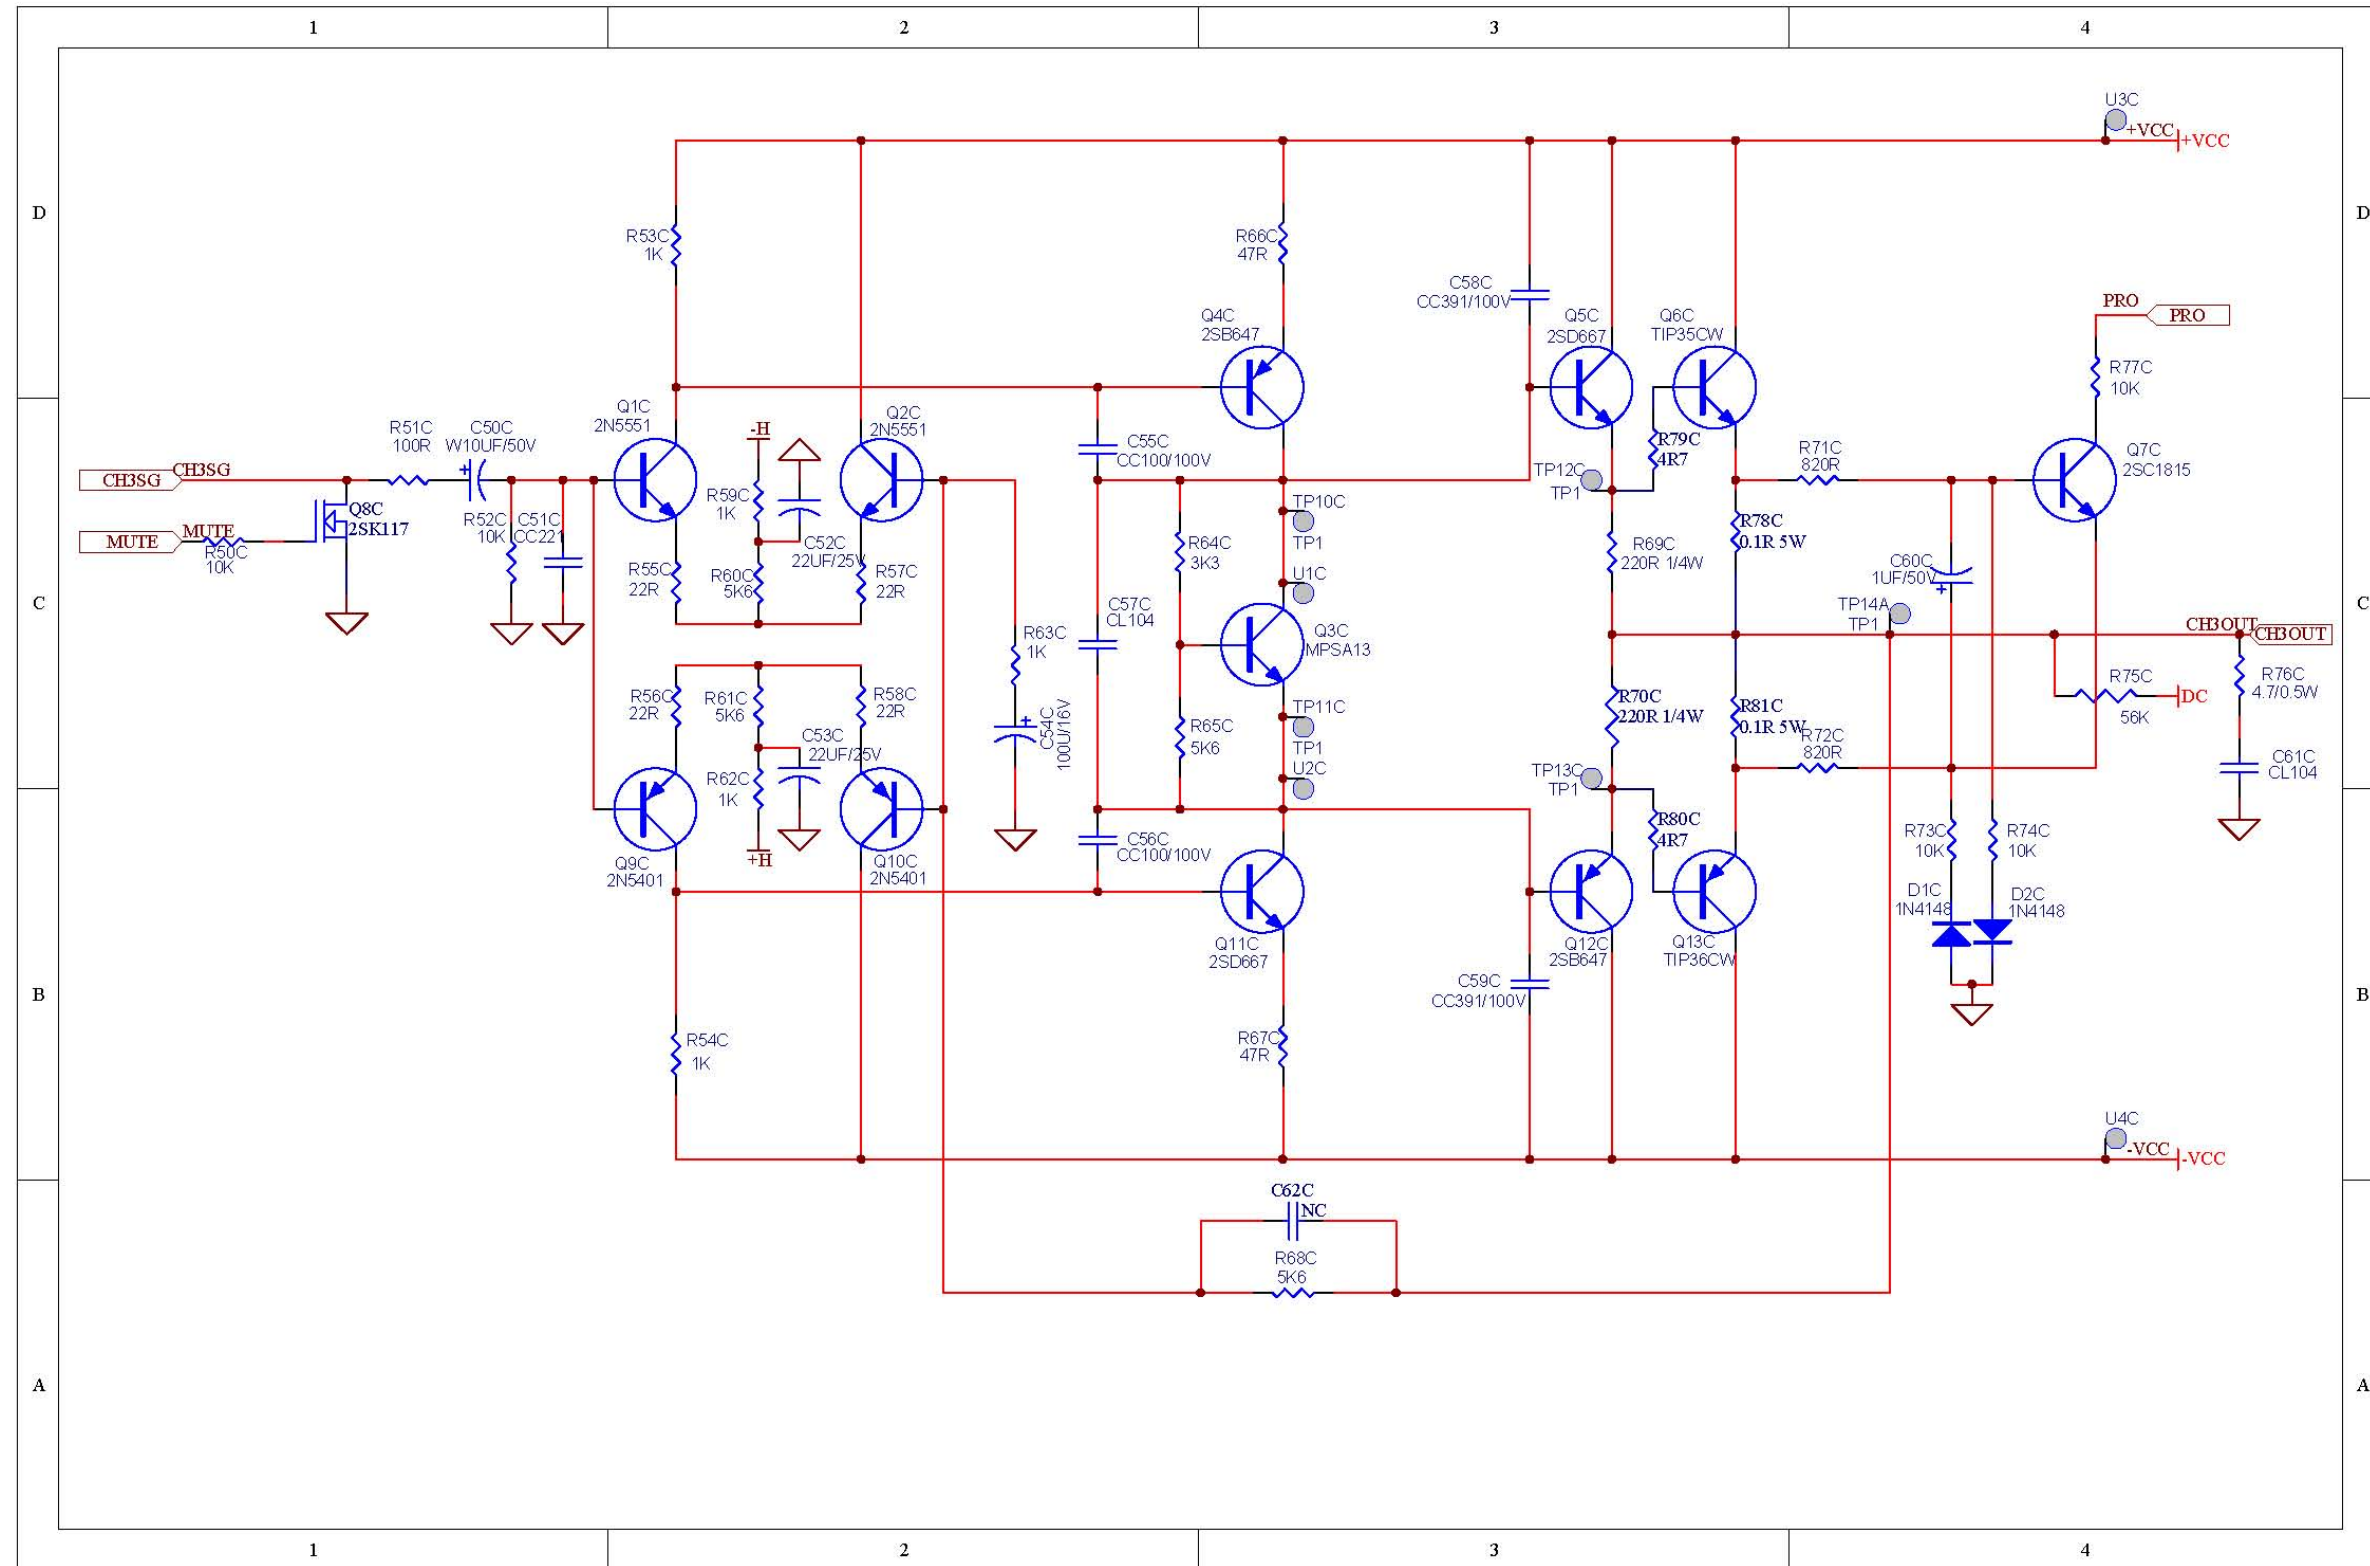 1
2
3
4
D
D
C
C
B
B
A
A
1
2
3
4
U3C
+VCC
+VCC
R53C
1K
R66C
47R
C58C
CC391/100V
Q4C
2SB647
Q5C
2SD667
Q6C
TIP35CW
PRO
PRO
R77C
10K
Q1C
2N5551
Q2C
2N5551
-H
R51C
100R
C50C
W10UF/50V
+
CH3SG
CH3SG
MUTE
MUTE
R50C
10K
Q8C
2SK117
R52C
10K
C51C
CC221
R59C
1K
C52C
22UF/25V
R55C
22R
R60C
5K6
R57C
22R
C55C
CC100/100V
R79C
4R7
TP12C
TP1
R71C
820R
Q7C
2SC1815
TP10C
TP1
R64C
3K3
U1C
R69C
220R 1/4W
R78C
0.1R 5W
C60C
1UF/50V
+
C57C
CL104
R63C
1K
Q3C
MPSA13
TP14A
TP1
CH3OUT
CH3OUT
R56C
22R
R61C
5K6
R58C
22R
+
C54C
100U/16V
R65C
5K6
TP11C
TP1
R70C
220R 1/4W
R81C
0.1R 5W
R72C
820R
R75C
56K
DC
R76C
4.7/0.5W
C53C
22UF/25V
R62C
1K
+H
U2C
TP13C
TP1
C61C
CL104
Q9C
2N5401
Q10C
2N5401
C56C
CC100/100V
R80C
4R7
R73C
10K
R74C
10K
D1C
1N4148
D2C
1N4148
Q11C
2SD667
Q12C
2SB647
Q13C
TIP36CW
C59C
CC391/100V
R54C
1K
R67C
47R
U4C
-VCC
-VCC
C62C
NC
R68C
5K6